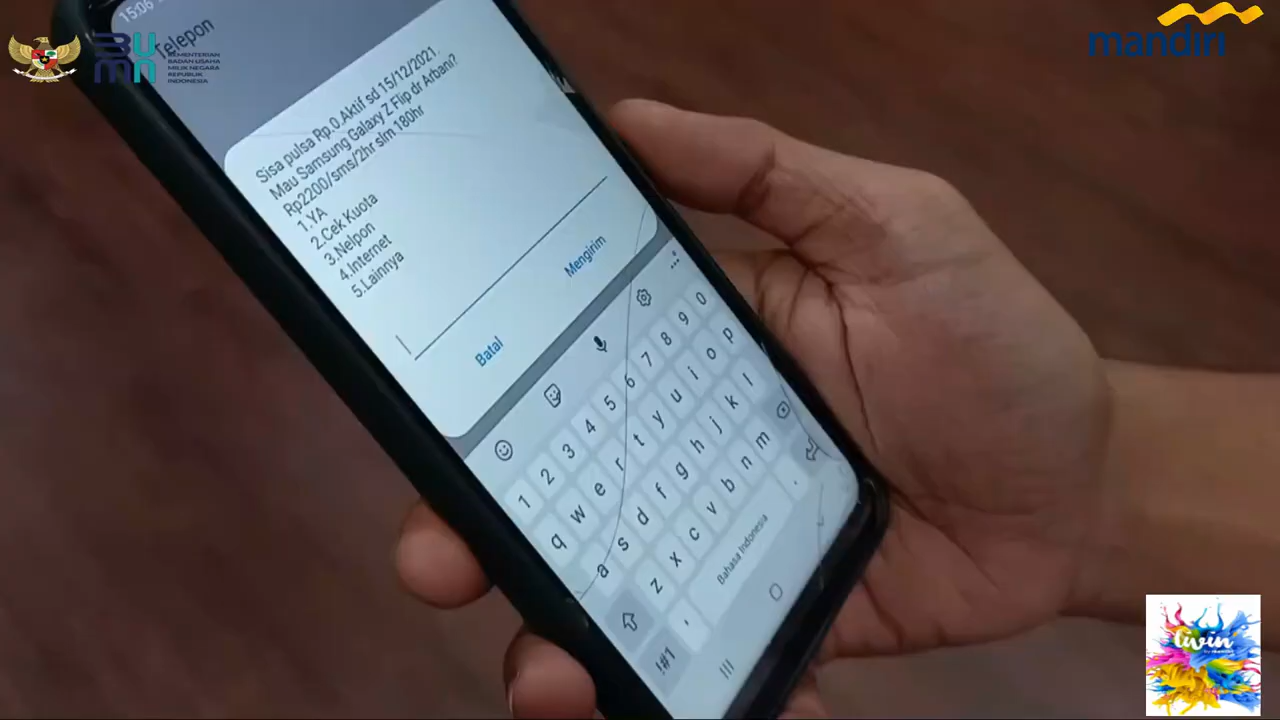 15:06
Telepon
BUMN
KEMENTERIAN
BADAN USAHA
MILIK NEGARA
REPUBLIK
INDONESIA
mandiri
Sisa pulsa Rp.0.Aktif sd 15/12/2021.
Mau Samsung Galaxy Z Flip dr Arbani?
Rp2200/sms/2hr slm 180hr
1.YA
2.Cek Kuota
3.Nelpon
4.Internet
5.Lainnya
Batal Mengirim
1 2 3 4 5 6 7 8 9 0
q w e r t y u i o p
a s d f g h j k l
z x c v b n m
!#1 , Bahasa Indonesia .
livin